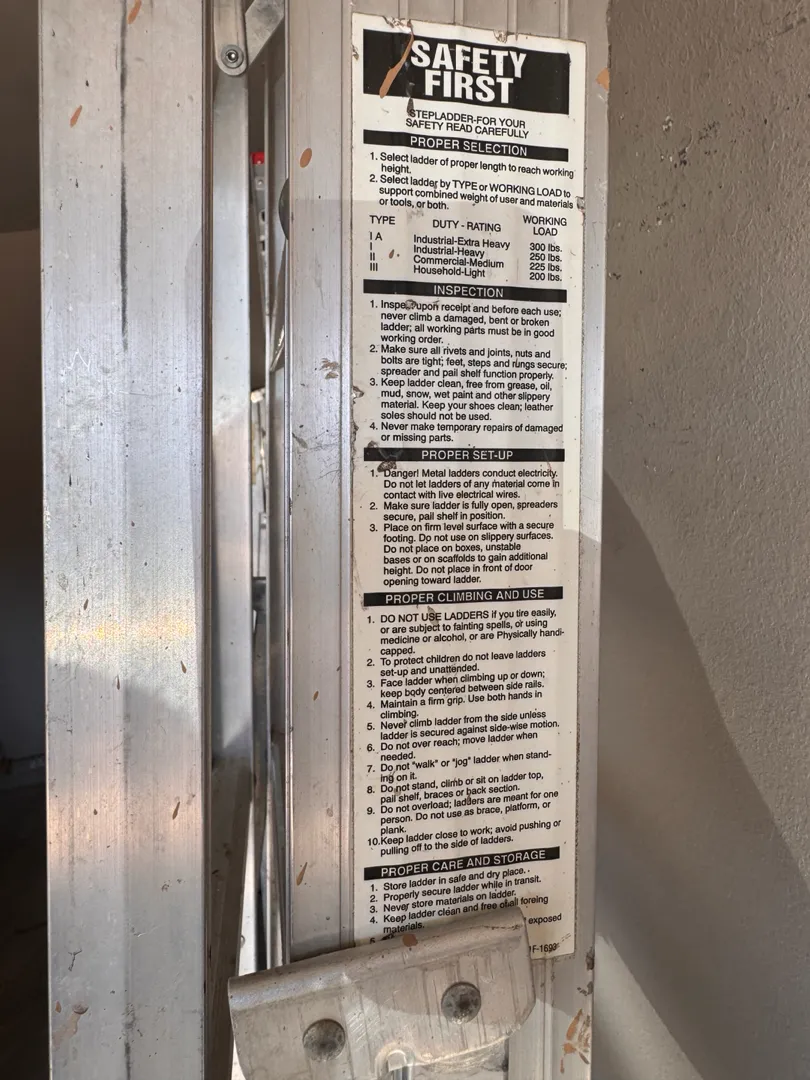 SAFETY
FIRST
STEPLADDER-FOR YOUR
SAFETY READ CAREFULLY
PROPER SELECTION
1. Select ladder of proper length to reach working
height.
2. Select ladder by TYPE or WORKING LOAD to
support combined weight of user and materials
or tools, or both.
TYPE DUTY - RATING WORKING
LOAD
I A Industrial-Extra Heavy 300 lbs.
I Industrial-Heavy 250 lbs.
II Commercial-Medium 225 lbs.
III Household-Light 200 lbs.
INSPECTION
1. Inspect upon receipt and before each use;
never climb a damaged, bent or broken
ladder; all working parts must be in good
working order.
2. Make sure all rivets and joints, nuts and
bolts are tight; feet, steps and rungs secure;
spreader and pail shelf function properly.
3. Keep ladder clean, free from grease, oil,
mud, snow, wet paint and other slippery
material. Keep your shoes clean; leather
soles should not be used.
4. Never make temporary repairs of damaged
or missing parts.
PROPER SET-UP
1. Danger! Metal ladders conduct electricity.
Do not let ladders of any material come in
contact with live electrical wires.
2. Make sure ladder is fully open, spreaders
secure, pail shelf in position.
3. Place on firm level surface with a secure
footing. Do not use on slippery surfaces.
Do not place on boxes, unstable
bases or on scaffolds to gain additional
height. Do not place in front of door
opening toward ladder.
PROPER CLIMBING AND USE
1. DO NOT USE LADDERS if you tire easily,
or are subject to fainting spells, or using
medicine or alcohol, or are Physically handi-
capped.
2. To protect children do not leave ladders
set-up and unattended.
3. Face ladder when climbing up or down;
keep body centered between side rails.
4. Maintain a firm grip. Use both hands in
climbing.
5. Never climb ladder from the side unless
ladder is secured against side-wise motion.
6. Do not over reach; move ladder when
needed.
7. Do not "walk" or "jog" ladder when stand-
ing on it.
8. Do not stand, climb or sit on ladder top,
pail shelf, braces or back section.
9. Do not overload; ladders are meant for one
person. Do not use as brace, platform, or
plank.
10. Keep ladder close to work; avoid pushing or
pulling off to the side of ladders.
PROPER CARE AND STORAGE
1. Store ladder in safe and dry place.
2. Properly secure ladder while in transit.
3. Never store materials on ladder.
4. Keep ladder clean and free of all foreing
materials.
5. exposed